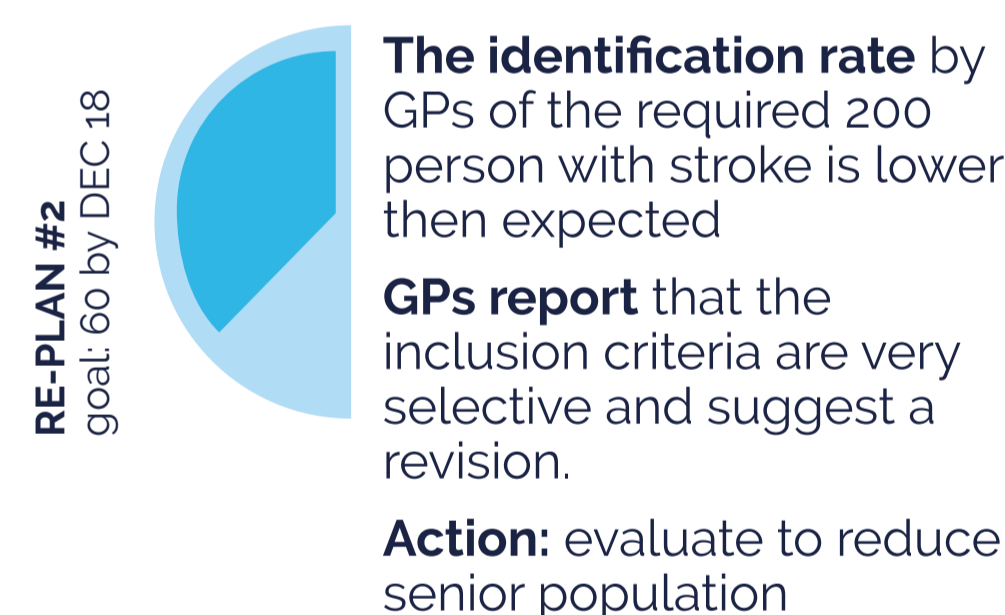 RE-PLAN #2
goal: 60 by DEC 18
The identification rate by
GPs of the required 200
person with stroke is lower
then expected
GPs report that the
inclusion criteria are very
selective and suggest a
revision.
Action: evaluate to reduce
senior population